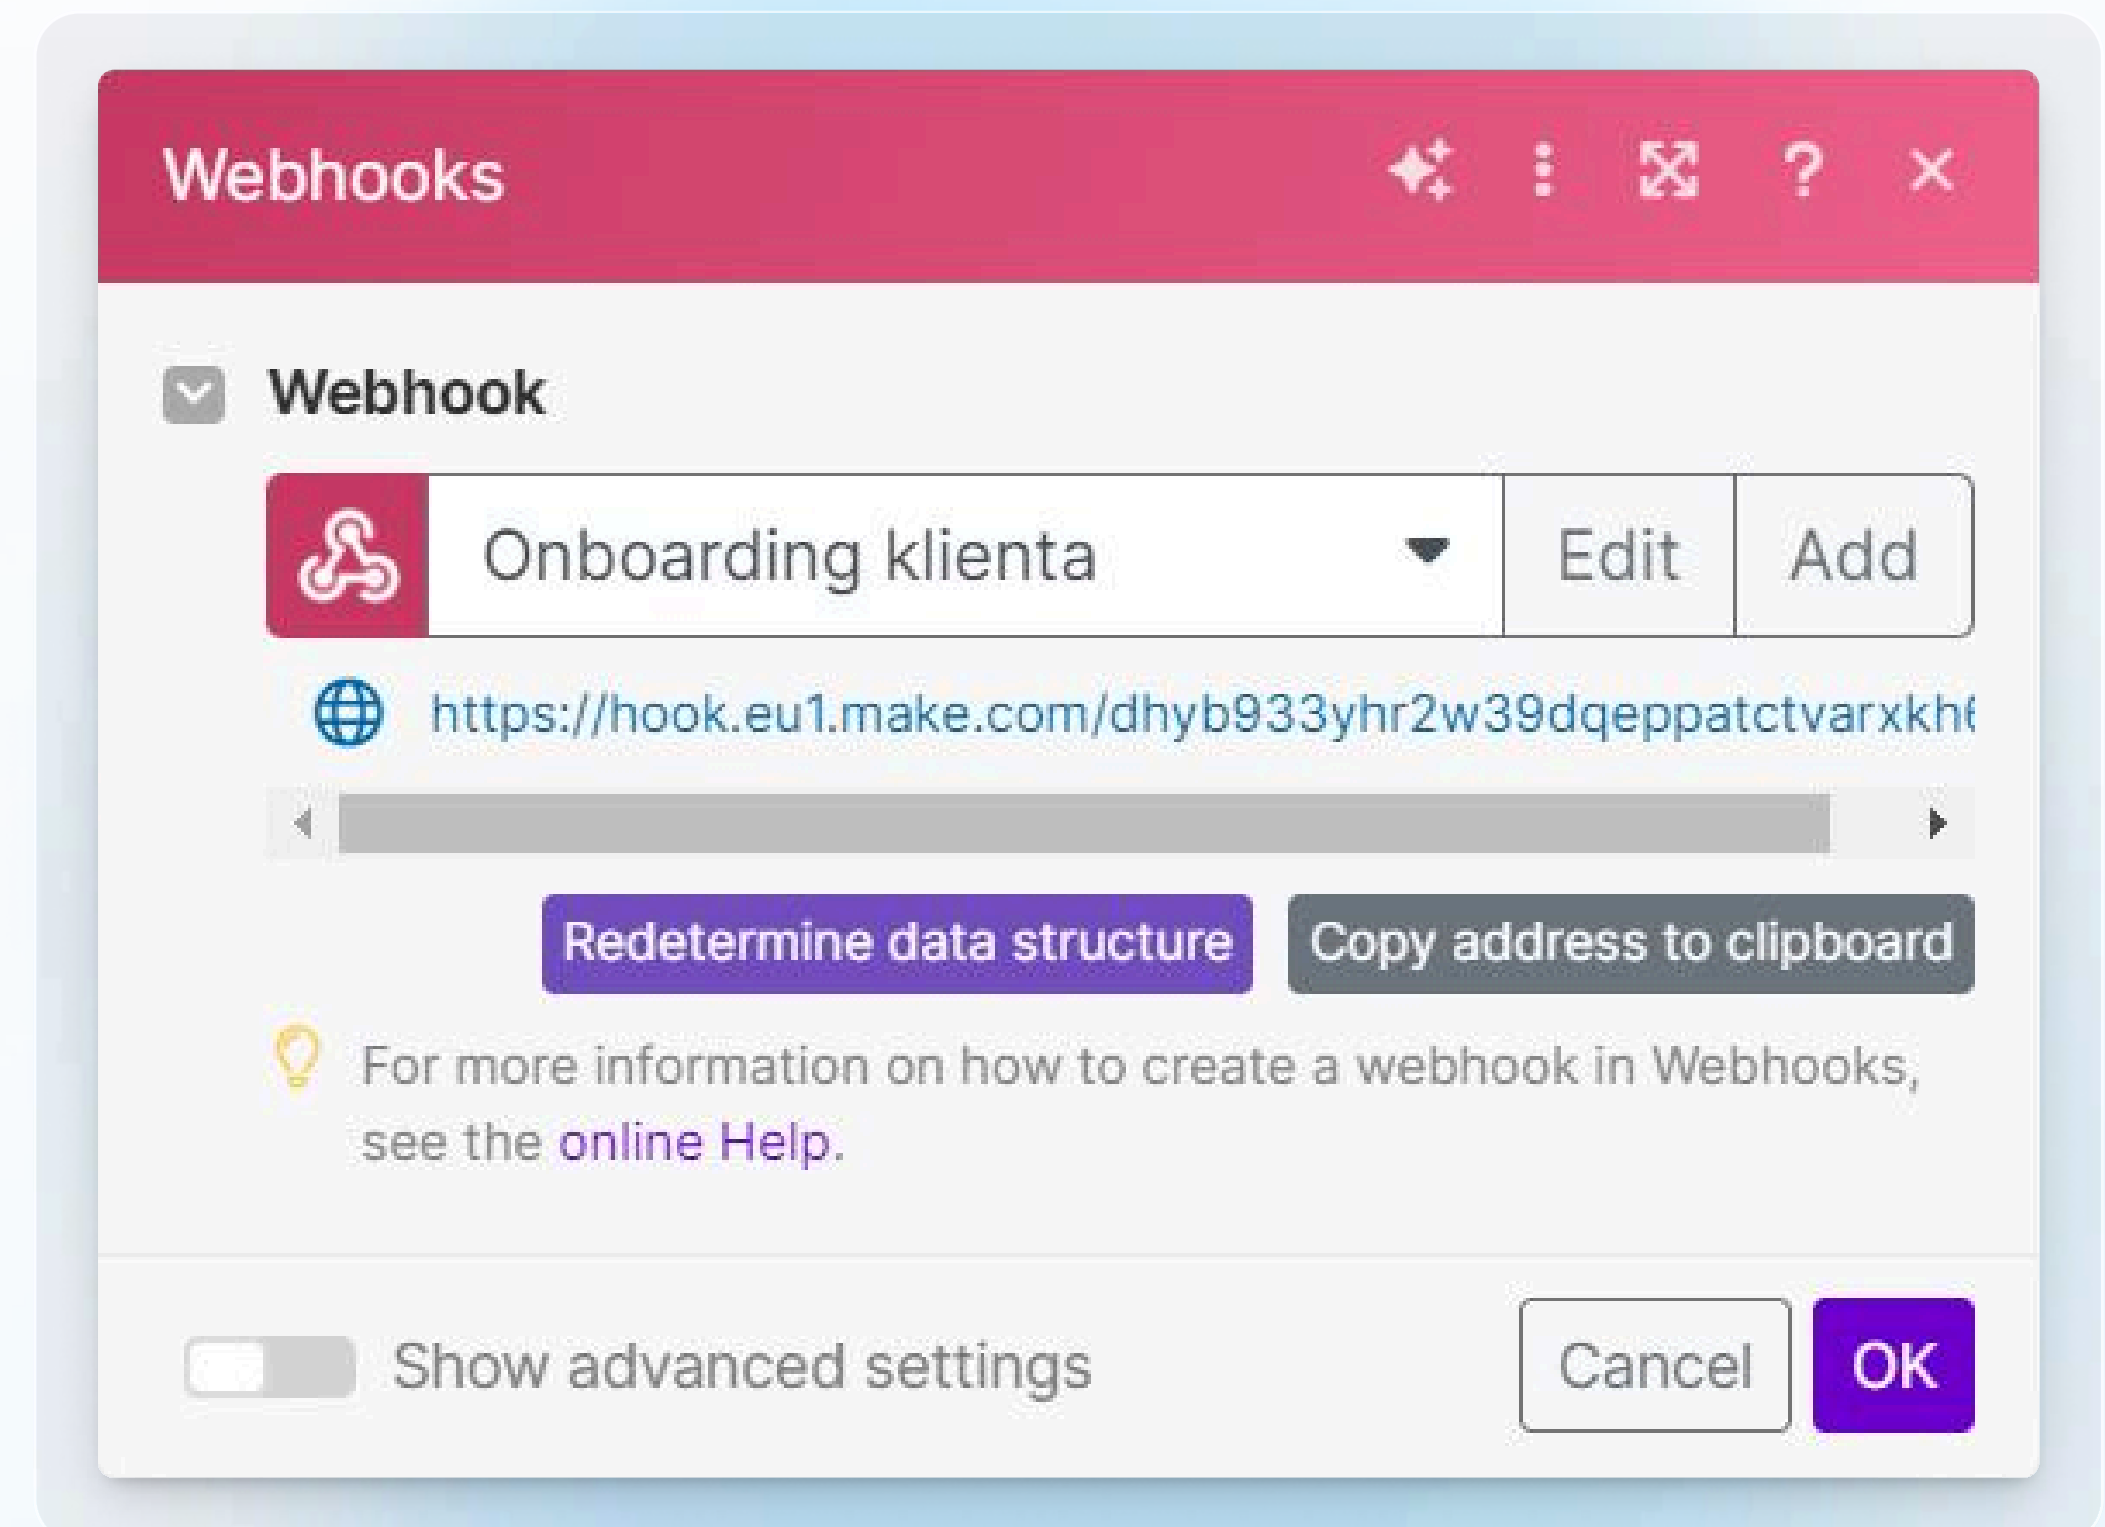 Webhooks
Webhook
Onboarding klienta
Edit
Add
https://hook.eu1.make.com/dhyb933yhr2w39dqeppatctvarxkh6
Redetermine data structure
Copy address to clipboard
For more information on how to create a webhook in Webhooks,
see the online Help.
Show advanced settings
Cancel
OK